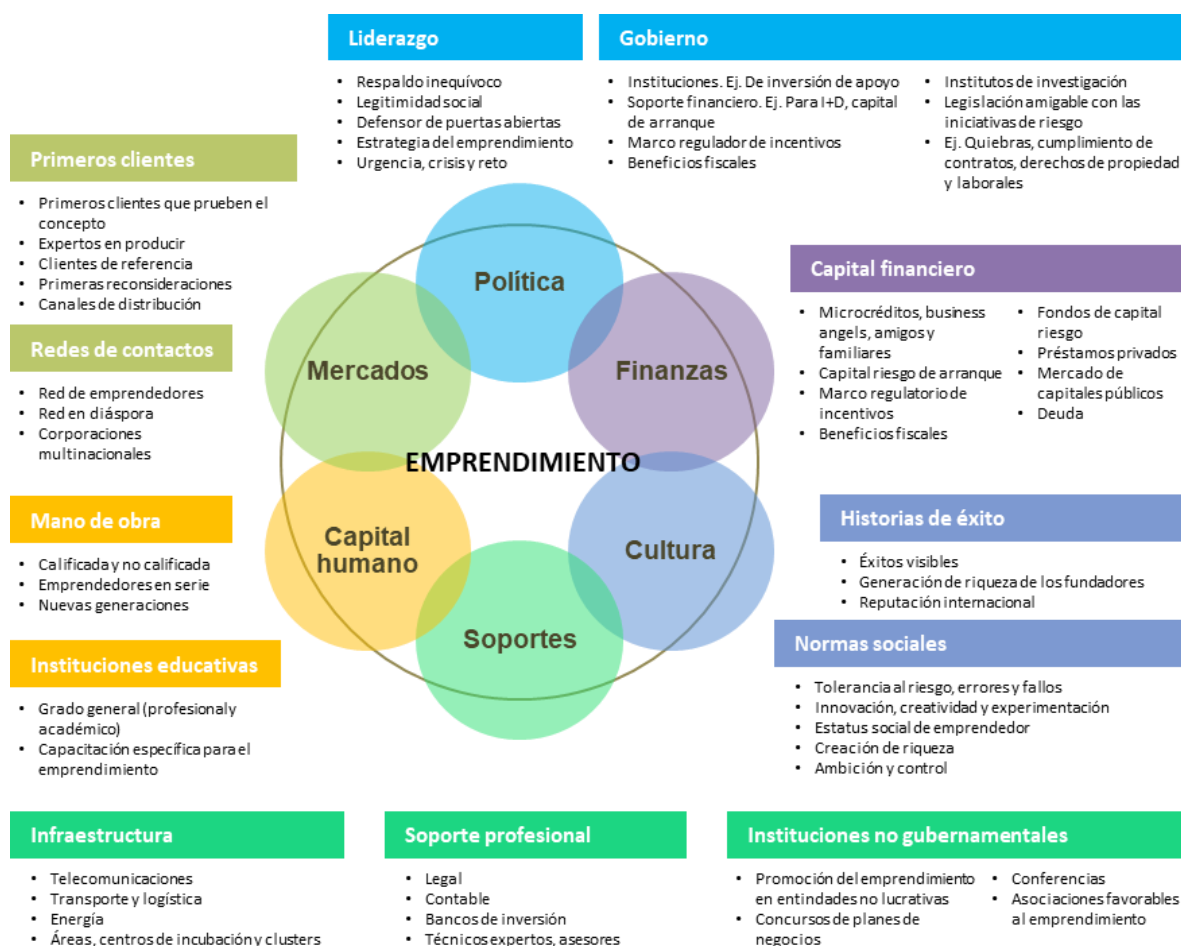 Liderazgo
• Respaldo inequívoco
• Legitimidad social
• Defensor de puertas abiertas
• Estrategia del emprendimiento
• Urgencia, crisis y reto
Gobierno
• Instituciones. Ej. De inversión de apoyo
• Soporte financiero. Ej. Para I+D, capital
de arranque
• Marco regulador de incentivos
• Beneficios fiscales
• Institutos de investigación
• Legislación amigable con las
iniciativas de riesgo
• Ej. Quiebras, cumplimiento de
contratos, derechos de propiedad
y laborales
Primeros clientes
• Primeros clientes que prueben el
concepto
• Expertos en producir
• Clientes de referencia
• Primeras reconsideraciones
• Canales de distribución
Redes de contactos
• Red de emprendedores
• Red en diáspora
• Corporaciones
multinacionales
Mano de obra
• Calificada y no calificada
• Emprendedores en serie
• Nuevas generaciones
Instituciones educativas
• Grado general (profesional y
académico)
• Capacitación específica para el
emprendimiento
Política
Mercados
Finanzas
EMPRENDIMIENTO
Capital
humano
Cultura
Soportes
Capital financiero
• Microcréditos, business
angels, amigos y
familiares
• Capital riesgo de arranque
• Marco regulatorio de
incentivos
• Beneficios fiscales
• Fondos de capital
riesgo
• Préstamos privados
• Mercado de
capitales públicos
• Deuda
Historias de éxito
• Éxitos visibles
• Generación de riqueza de los fundadores
• Reputación internacional
Normas sociales
• Tolerancia al riesgo, errores y fallos
• Innovación, creatividad y experimentación
• Estatus social de emprendedor
• Creación de riqueza
• Ambición y control
Infraestructura
• Telecomunicaciones
• Transporte y logística
• Energía
• Áreas, centros de incubación y clusters
Soporte profesional
• Legal
• Contable
• Bancos de inversión
• Técnicos expertos, asesores
Instituciones no gubernamentales
• Promoción del emprendimiento
en entindades no lucrativas
• Concursos de planes de
negocios
• Conferencias
• Asociaciones favorables
al emprendimiento